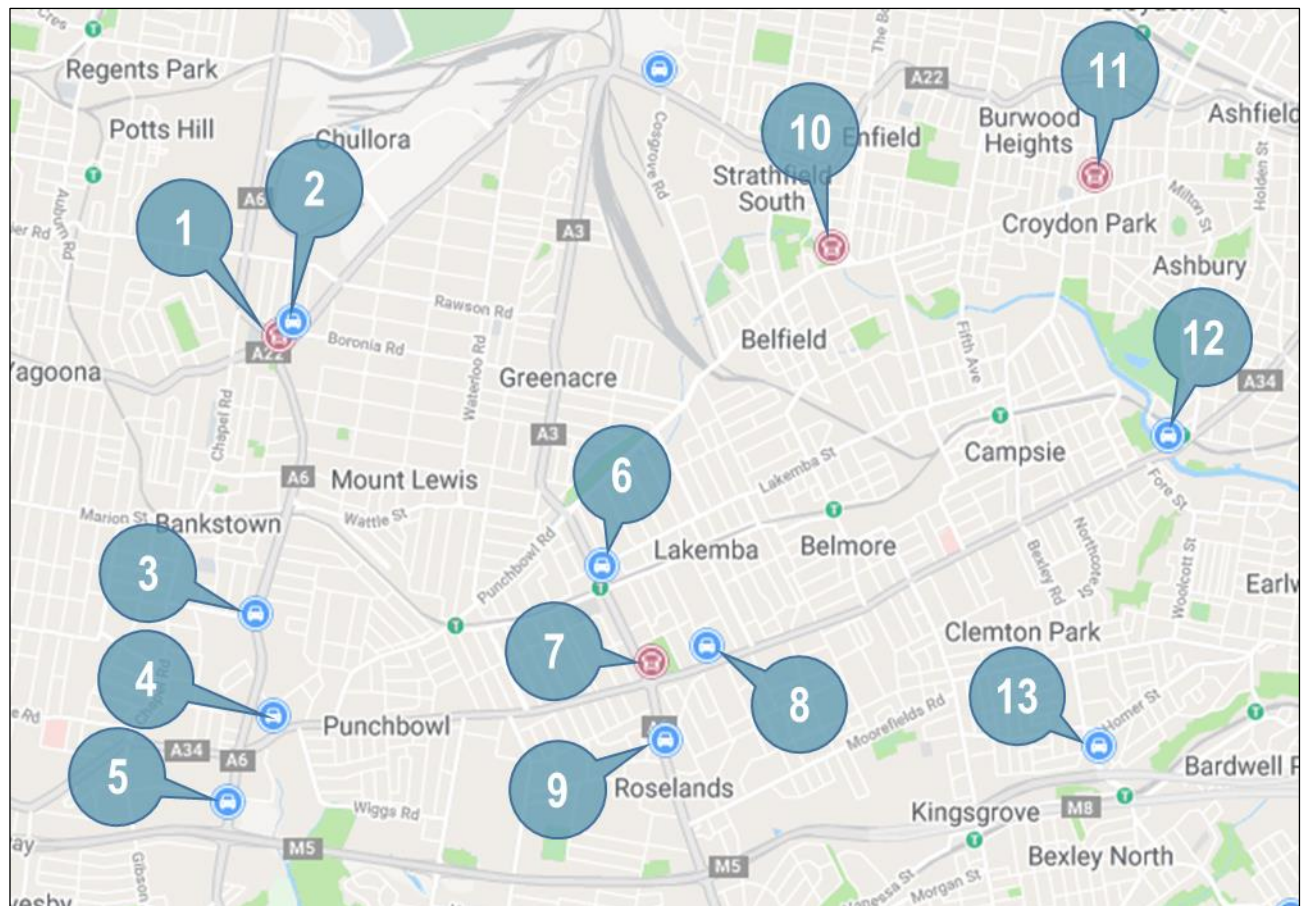 Regents Park
Potts Hill
Chullora
Cosgrove Rd
A22
Croydon
Ashfield
Burwood
Heights
11
10
Enfield
Strathfield
South
Croydon Park
Milton St
Holden St
Ashbury
Auburn Rd
A6
2
1
A3
Rawson Rd
Boronia Rd
A22
Waterloo Rd
Belfield
Fifth Ave
12
A34
Greenacre
Chapel Rd
A3
A6
Mount Lewis
6
Lakemba St
Campsie
Fore St
Marion St
Bankstown
Wattle St
Punchbowl Rd
Lakemba
Belmore
Northcote St
Bexley Rd
Woolcott St
3
7
Clemton Park
4
Chapel Rd
8
13
Homer St
Punchbowl
Moorefields Rd
A34
A6
5
9
Roselands
Wiggs Rd
Kingsgrove
M8
Bardwell
M5
M5
Bexley North
Gibson
Morgan St
T
T
T
T
T
T
T
T
T